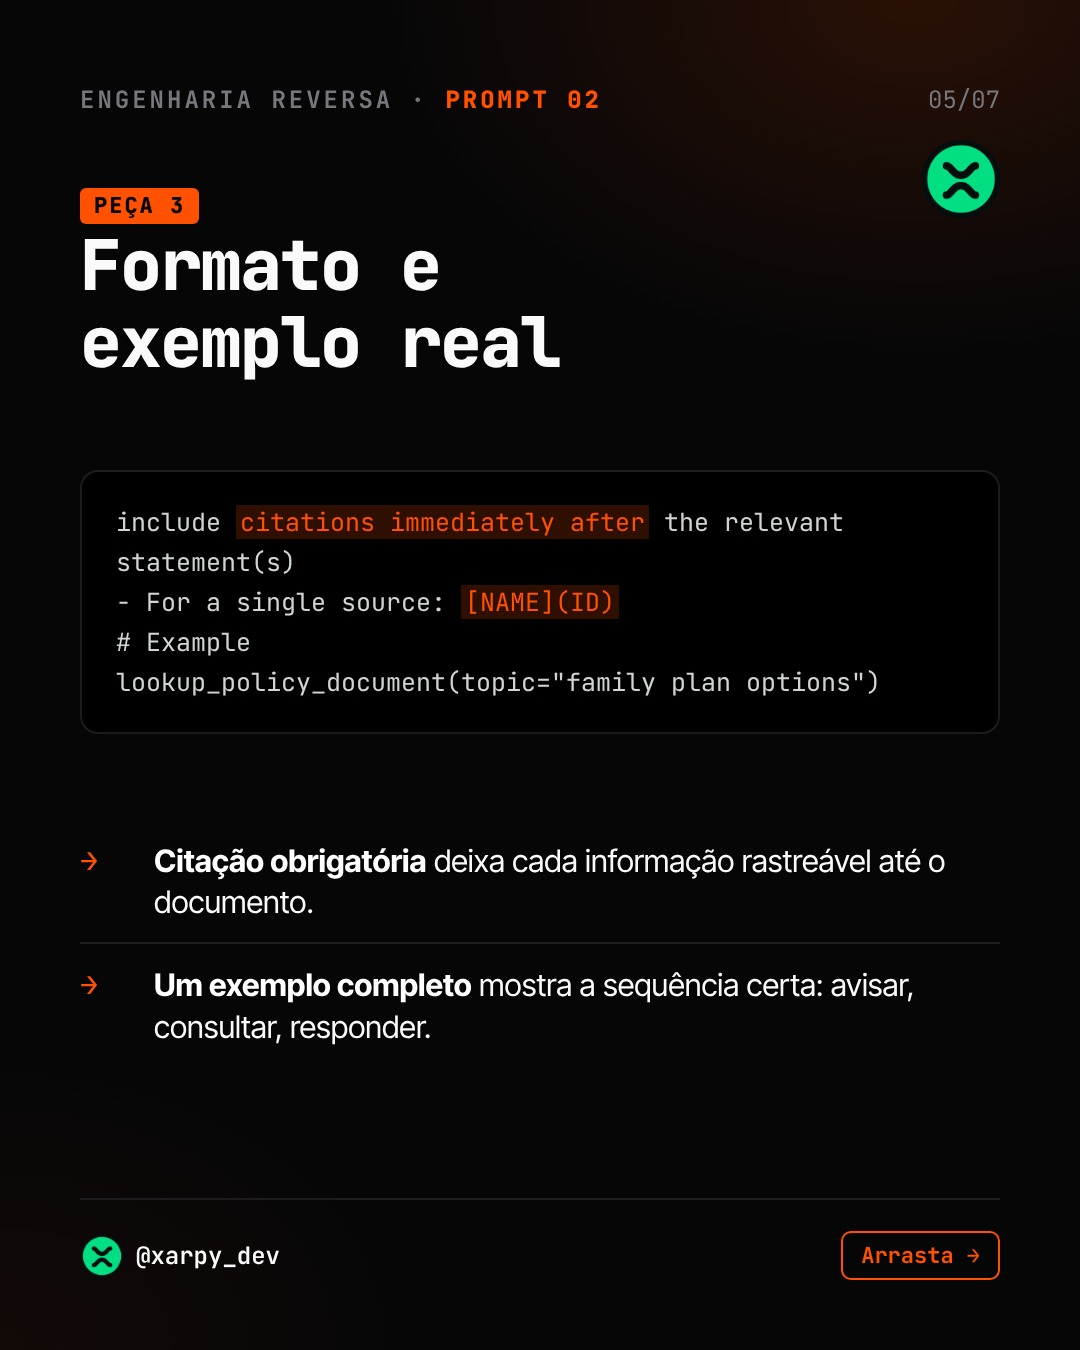 ENGENHARIA REVERSA · PROMPT 02
05/07
PEÇA 3
Formato e
exemplo real
include citations immediately after the relevant
statement(s)
- For a single source: [NAME](ID)
# Example
lookup_policy_document(topic="family plan options")
→ Citação obrigatória deixa cada informação rastreável até o
documento.
→ Um exemplo completo mostra a sequência certa: avisar,
consultar, responder.
@xarpy_dev
Arrasta →